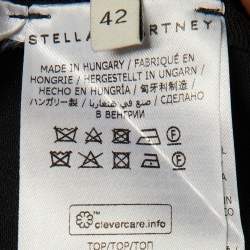 42
STELLA McCARTNEY
MADE IN HUNGARY / FABRIQUÉ EN
HONGRIE / HERGESTELLT IN UNGARN /
HECHO EN HUNGRÍA / 匈牙利制造 /
ハンガリー製 / صنع في هنغاريا / СДЕЛАНО
В ВЕНГРИИ
clevercare.info
TOP/TOP/ТОП